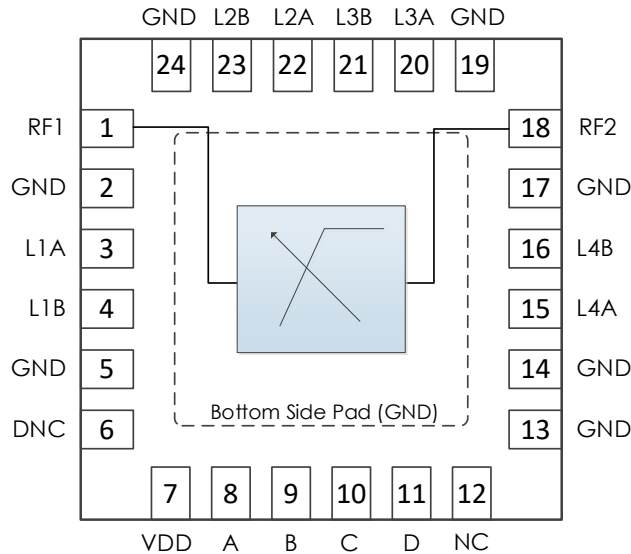 GND L2B L2A L3B L3A GND
24 23 22 21 20 19
RF1 1 18 RF2
GND 2 17 GND
L1A 3 16 L4B
L1B 4 15 L4A
GND 5 14 GND
Bottom Side Pad (GND)
DNC 6 13 GND
7 8 9 10 11 12
VDD A B C D NC